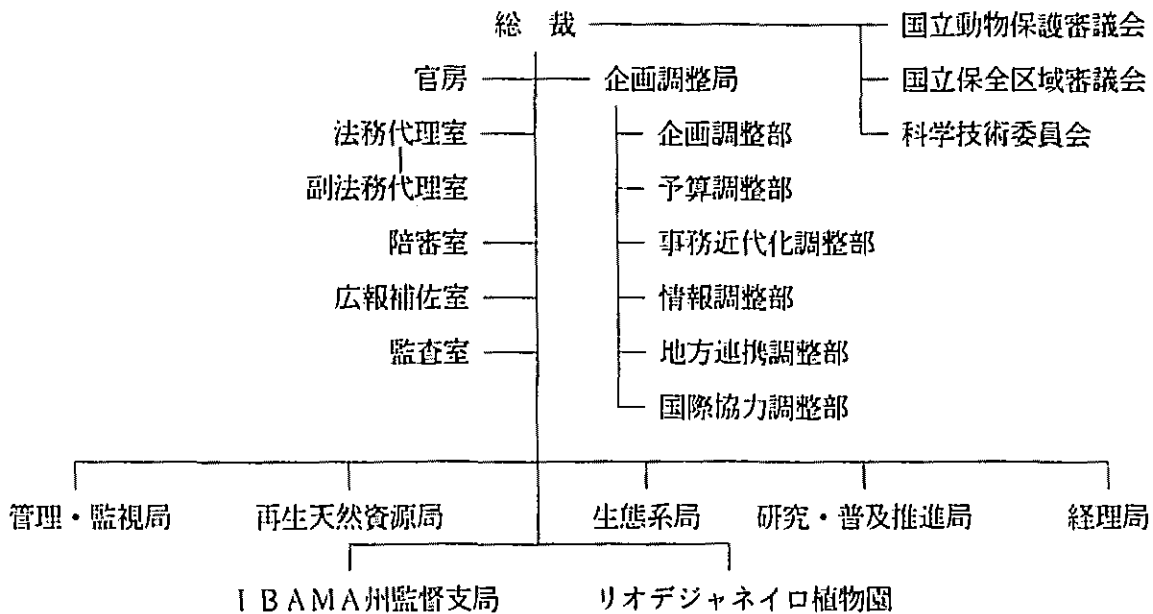 総裁 国立動物保護審議会
官房 企画調整局 国立保全区域審議会
法務代理室 企画調整部 科学技術委員会
副法務代理室 予算調整部
陪審室 事務近代化調整部
広報補佐室 情報調整部
監査室 地方連携調整部
国際協力調整部
管理・監視局 再生天然資源局 生態系局 研究・普及推進局 経理局
IBAMA州監督支局 リオデジャネイロ植物園